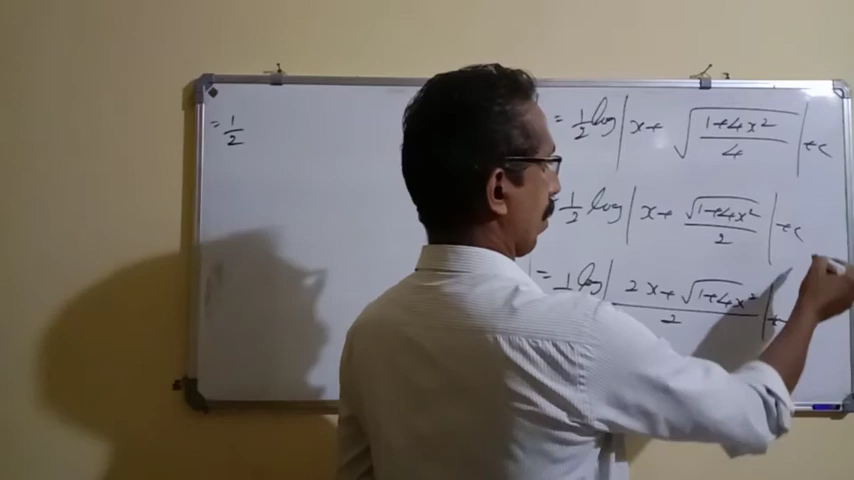 = 1/2
= 1/2 log | x + √((1+4x²)/4) | + c
1/2 log | x + √(1+4x²)/2 | + c
= 1/2 log | (2x + √(1+4x²))/2 | +